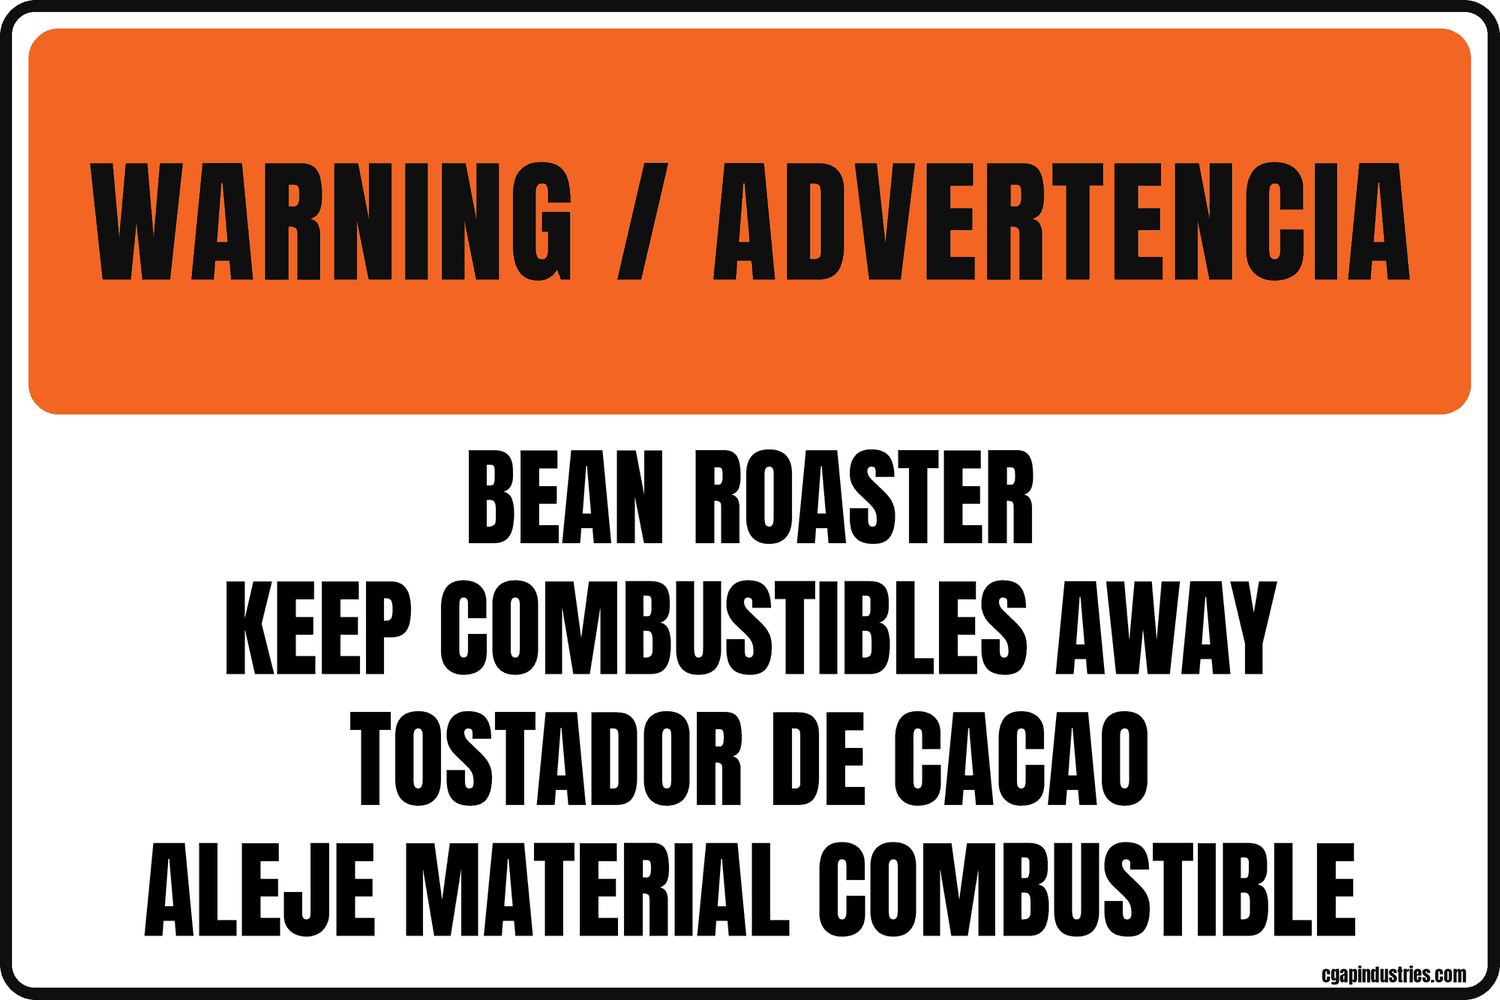 WARNING / ADVERTENCIA
BEAN ROASTER
KEEP COMBUSTIBLES AWAY
TOSTADOR DE CACAO
ALEJE MATERIAL COMBUSTIBLE
cgapindustries.com